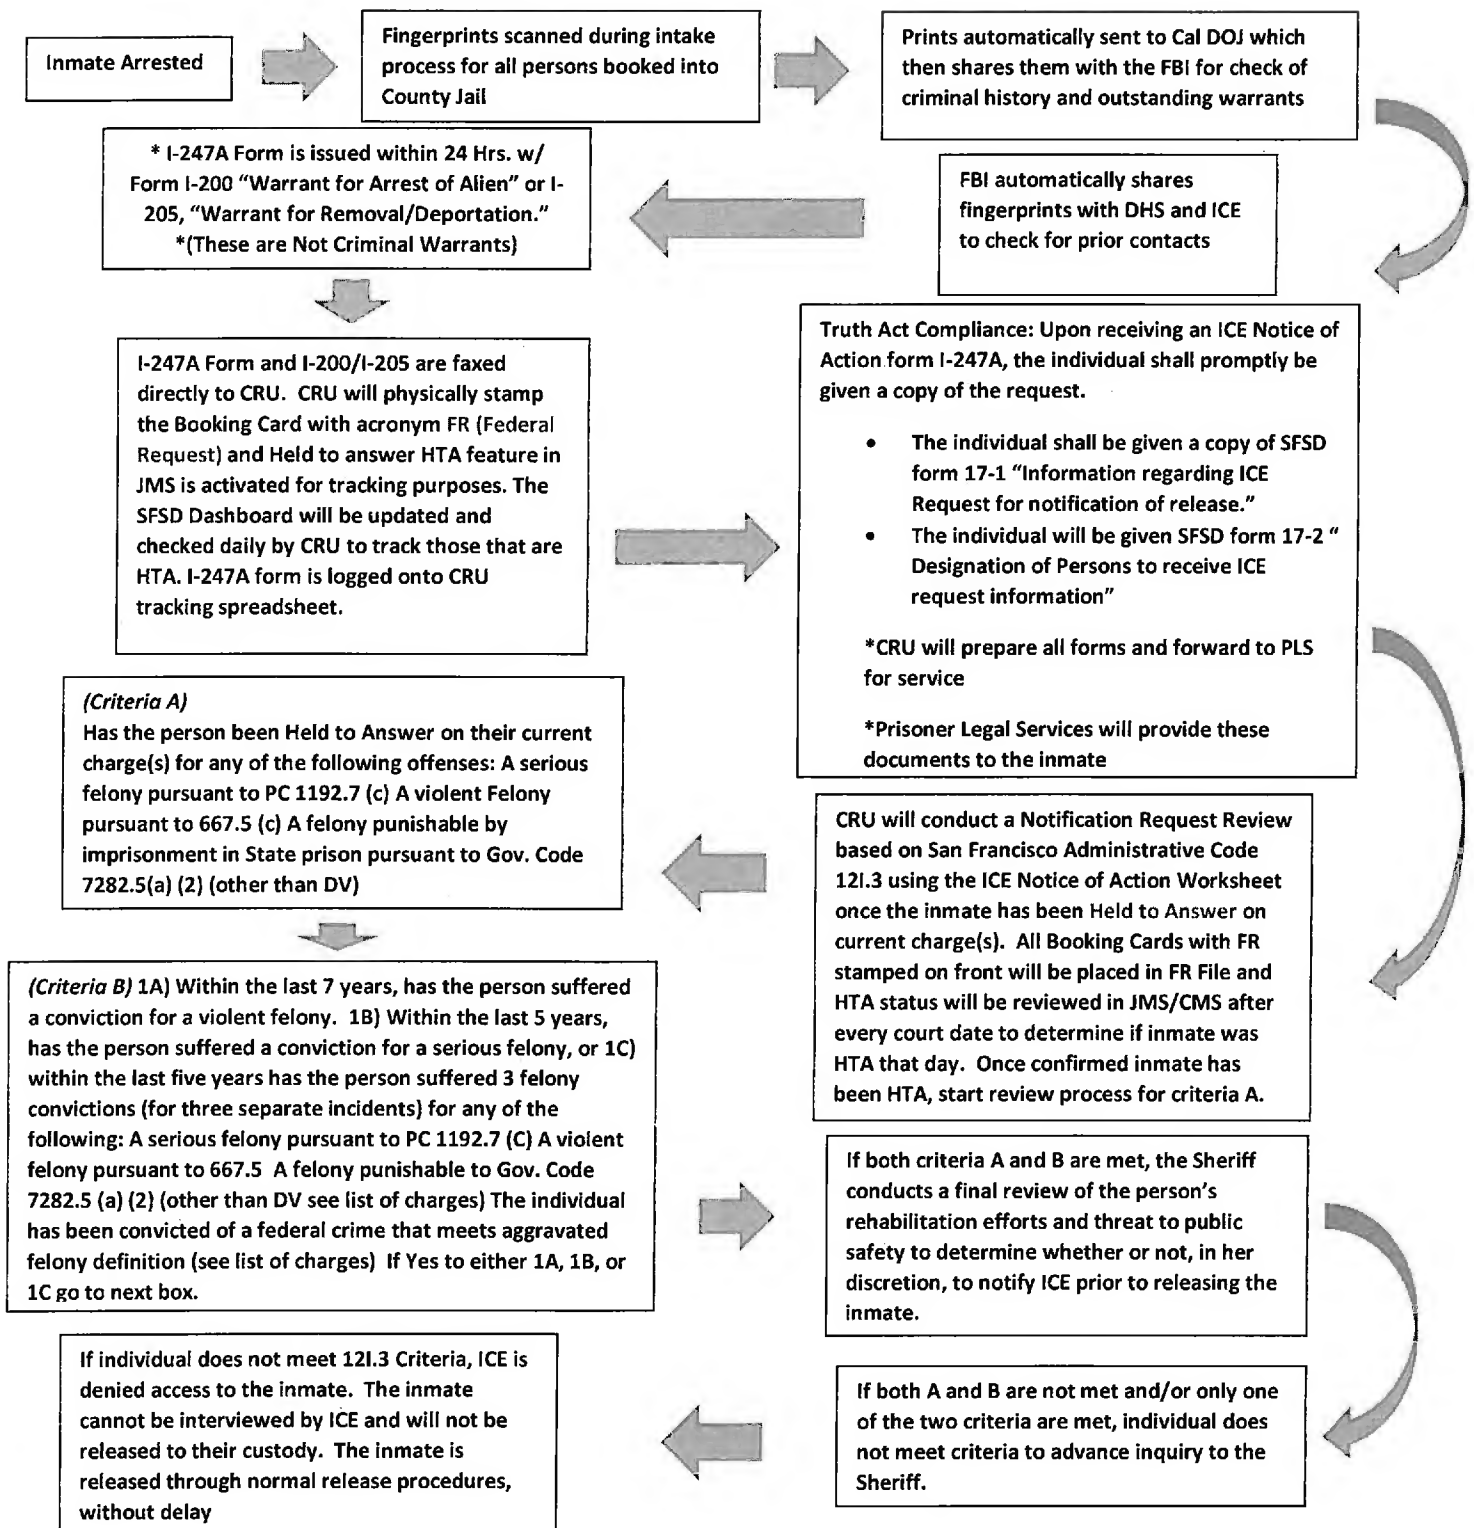 Inmate Arrested
Fingerprints scanned during intake
process for all persons booked into
County Jail
Prints automatically sent to Cal DOJ which
then shares them with the FBI for check of
criminal history and outstanding warrants
FBI automatically shares
fingerprints with DHS and ICE
to check for prior contacts
* I-247A Form is issued within 24 Hrs. w/
Form I-200 “Warrant for Arrest of Alien” or I-
205, “Warrant for Removal/Deportation.”
*(These are Not Criminal Warrants)
I-247A Form and I-200/I-205 are faxed
directly to CRU.  CRU will physically stamp
the Booking Card with acronym FR (Federal
Request) and Held to answer HTA feature in
JMS is activated for tracking purposes. The
SFSD Dashboard will be updated and
checked daily by CRU to track those that are
HTA. I-247A form is logged onto CRU
tracking spreadsheet.
Truth Act Compliance: Upon receiving an ICE Notice of
Action form I-247A, the individual shall promptly be
given a copy of the request.
• The individual shall be given a copy of SFSD
form 17-1 “Information regarding ICE
Request for notification of release.”
• The individual will be given SFSD form 17-2 “
Designation of Persons to receive ICE
request information”
*CRU will prepare all forms and forward to PLS
for service
*Prisoner Legal Services will provide these
documents to the inmate
CRU will conduct a Notification Request Review
based on San Francisco Administrative Code
12I.3 using the ICE Notice of Action Worksheet
once the inmate has been Held to Answer on
current charge(s).  All Booking Cards with FR
stamped on front will be placed in FR File and
HTA status will be reviewed in JMS/CMS after
every court date to determine if inmate was
HTA that day.  Once confirmed inmate has
been HTA, start review process for criteria A.
(Criteria A)
Has the person been Held to Answer on their current
charge(s) for any of the following offenses: A serious
felony pursuant to PC 1192.7 (c) A violent Felony
pursuant to 667.5 (c) A felony punishable by
imprisonment in State prison pursuant to Gov. Code
7282.5(a) (2) (other than DV)
(Criteria B) 1A) Within the last 7 years, has the person suffered
a conviction for a violent felony.  1B) Within the last 5 years,
has the person suffered a conviction for a serious felony, or 1C)
within the last five years has the person suffered 3 felony
convictions (for three separate incidents) for any of the
following: A serious felony pursuant to PC 1192.7 (C) A violent
felony pursuant to 667.5  A felony punishable to Gov. Code
7282.5 (a) (2) (other than DV see list of charges) The individual
has been convicted of a federal crime that meets aggravated
felony definition (see list of charges)  If Yes to either 1A, 1B, or
1C go to next box.
If both criteria A and B are met, the Sheriff
conducts a final review of the person’s
rehabilitation efforts and threat to public
safety to determine whether or not, in her
discretion, to notify ICE prior to releasing the
inmate.
If both A and B are not met and/or only one
of the two criteria are met, individual does
not meet criteria to advance inquiry to the
Sheriff.
If individual does not meet 12I.3 Criteria, ICE is
denied access to the inmate.  The inmate
cannot be interviewed by ICE and will not be
released to their custody.  The inmate is
released through normal release procedures,
without delay